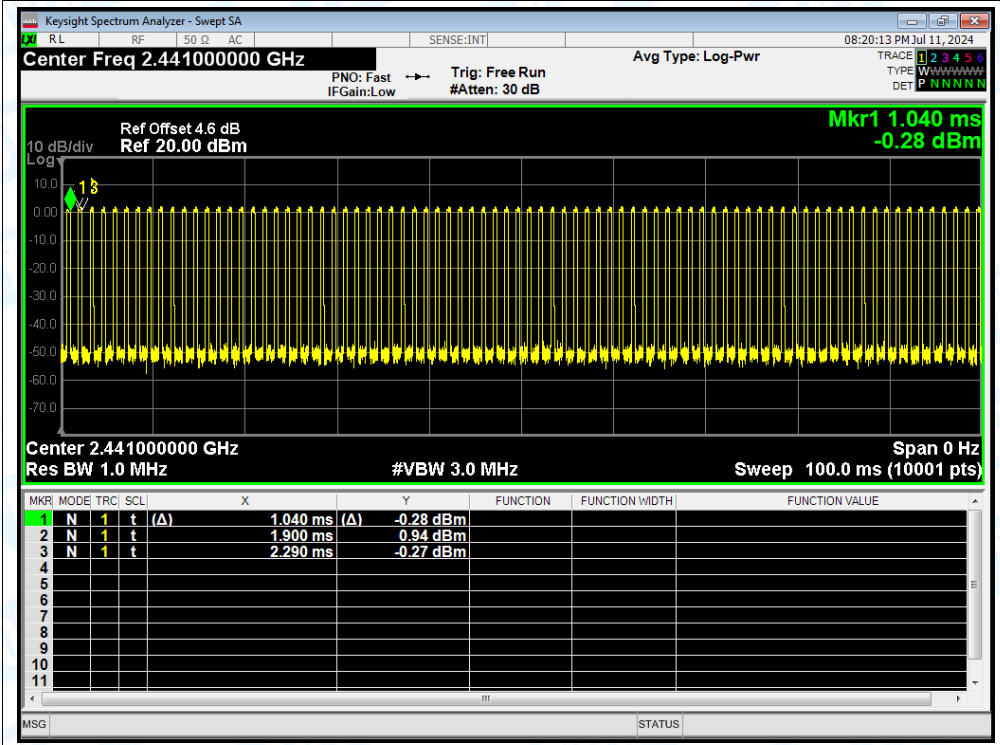 Keysight Spectrum Analyzer - Swept SA
LXI RL RF 50 Ω AC SENSE:INT 08:20:13 PM Jul 11, 2024
Center Freq 2.441000000 GHz Avg Type: Log-Pwr TRACE 1 2 3 4 5 6
PNO: Fast Trig: Free Run TYPE WWWWWW
IFGain:Low #Atten: 30 dB DET P N N N N N
Mkr1 1.040 ms
-0.28 dBm
Ref Offset 4.6 dB
10 dB/div Ref 20.00 dBm
Log
10.0
1 3
0.00
-10.0
-20.0
-30.0
-40.0
-50.0
-60.0
-70.0
Center 2.441000000 GHz Span 0 Hz
Res BW 1.0 MHz #VBW 3.0 MHz Sweep 100.0 ms (10001 pts)
MKR MODE TRC SCL X Y FUNCTION FUNCTION WIDTH FUNCTION VALUE
1 N 1 t (Δ) 1.040 ms (Δ) -0.28 dBm
2 N 1 t 1.900 ms 0.94 dBm
3 N 1 t 2.290 ms -0.27 dBm
4
5
6
7
8
9
10
11
MSG STATUS